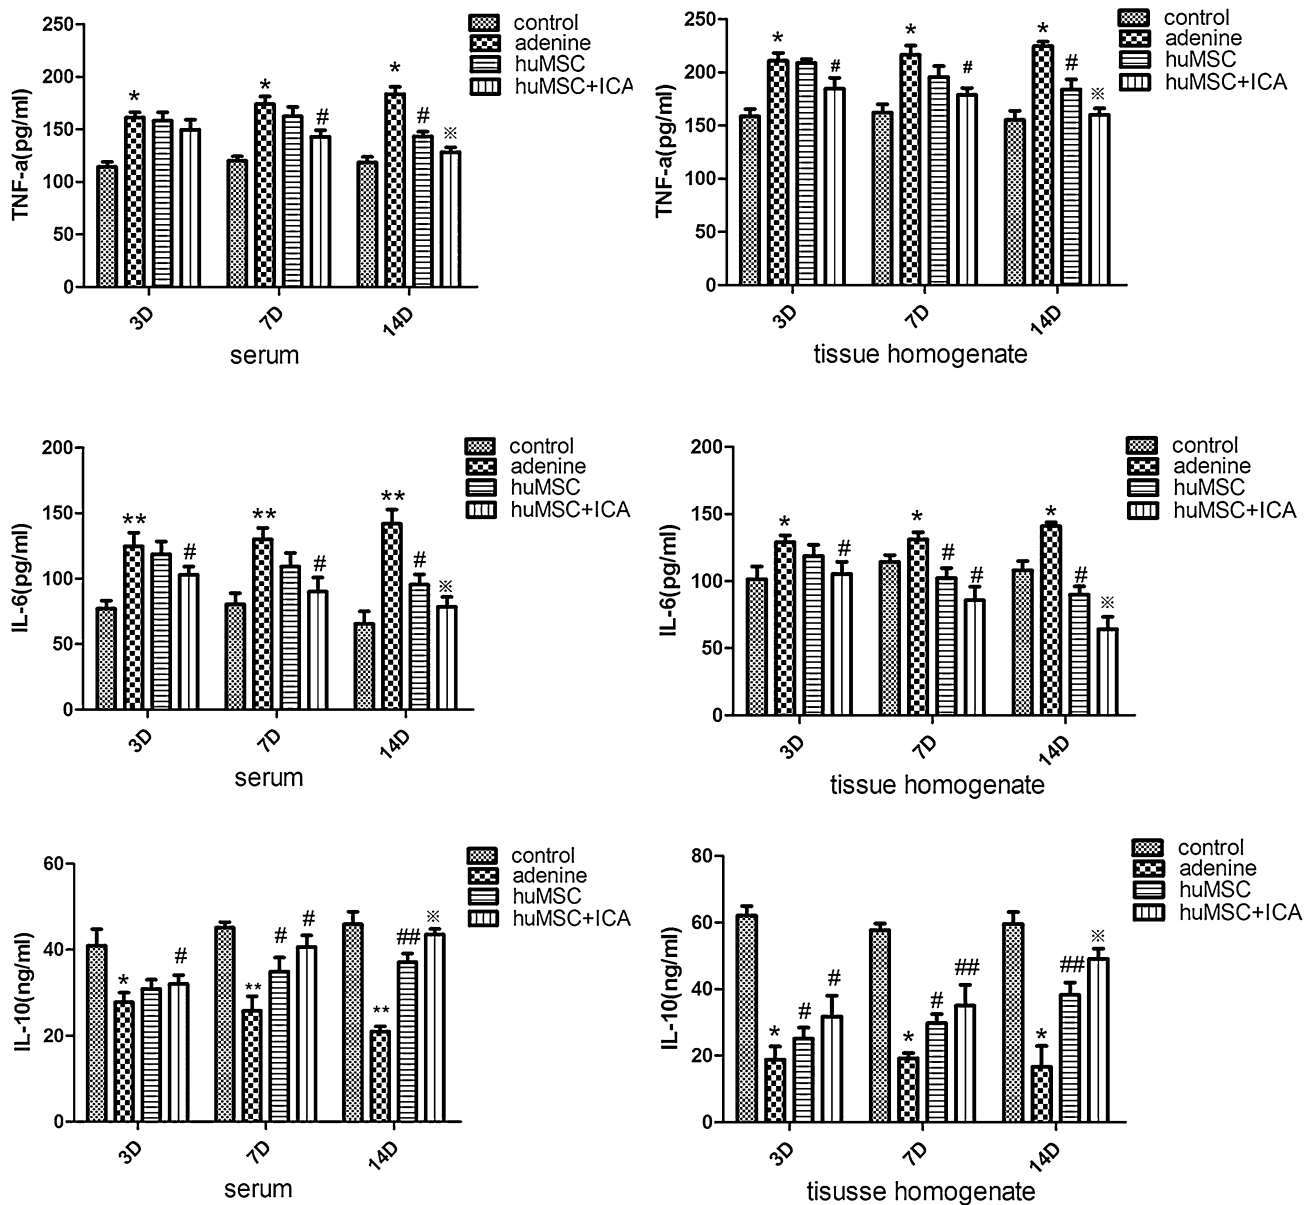 250
200
150
100
50
0
TNF-a(pg/ml)
* * *
# # ※
3D 7D 14D
serum
control
adenine
huMSC
huMSC+ICA
250
200
150
100
50
0
TNF-a(pg/ml)
* # * # * # ※
3D 7D 14D
tissue homogenate
control
adenine
huMSC
huMSC+ICA
200
150
100
50
0
IL-6(pg/ml)
** # ** # ** # ※
3D 7D 14D
serum
control
adenine
huMSC
huMSC+ICA
200
150
100
50
0
IL-6(pg/ml)
* # * # # * # ※
3D 7D 14D
tissue homogenate
control
adenine
huMSC
huMSC+ICA
60
40
20
0
IL-10(ng/ml)
* # ** # # ** ## ※
3D 7D 14D
serum
control
adenine
huMSC
huMSC+ICA
80
60
40
20
0
IL-10(ng/ml)
* # # * # ## * ## ※
3D 7D 14D
tisusse homogenate
control
adenine
huMSC
huMSC+ICA